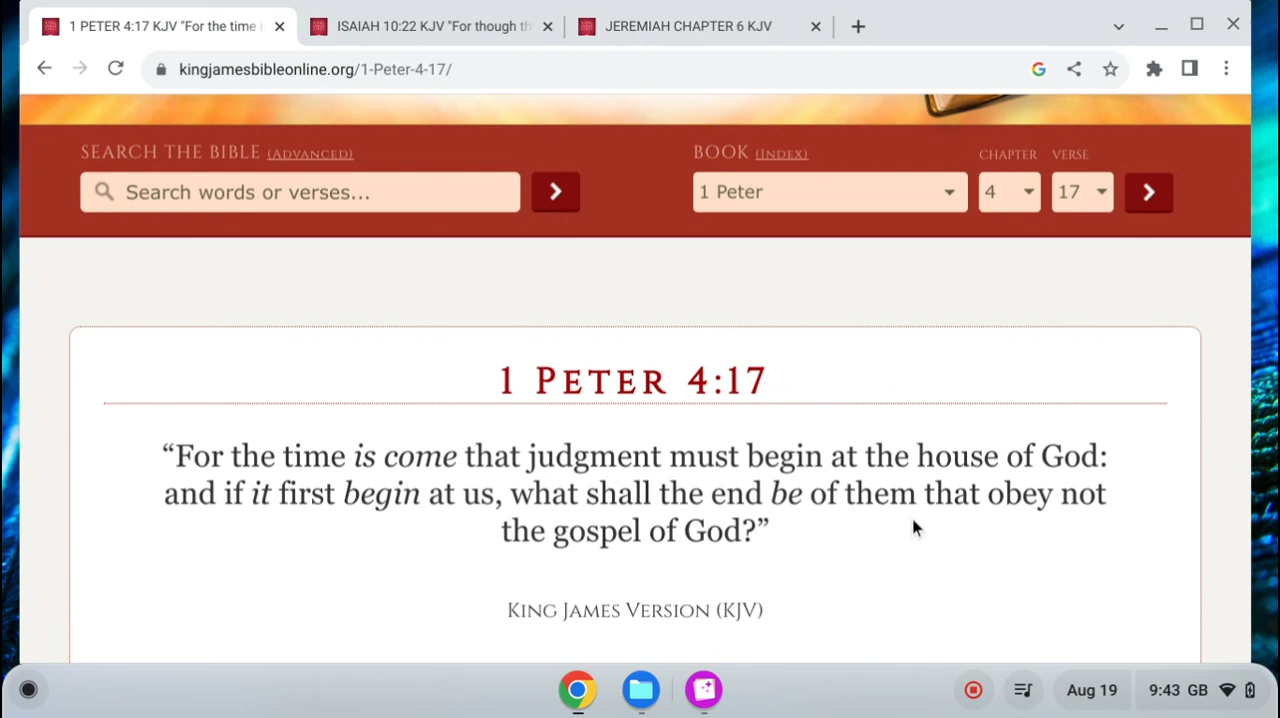 1 PETER 4:17 KJV "For the time i
ISAIAH 10:22 KJV "For though th
JEREMIAH CHAPTER 6 KJV
kingjamesbibleonline.org/1-Peter-4-17/
SEARCH THE BIBLE (ADVANCED)
BOOK (INDEX)
CHAPTER
VERSE
Search words or verses...
1 Peter
4
17
1 PETER 4:17
“For the time is come that judgment must begin at the house of God:
and if it first begin at us, what shall the end be of them that obey not
the gospel of God?”
KING JAMES VERSION (KJV)
Aug 19
9:43 GB